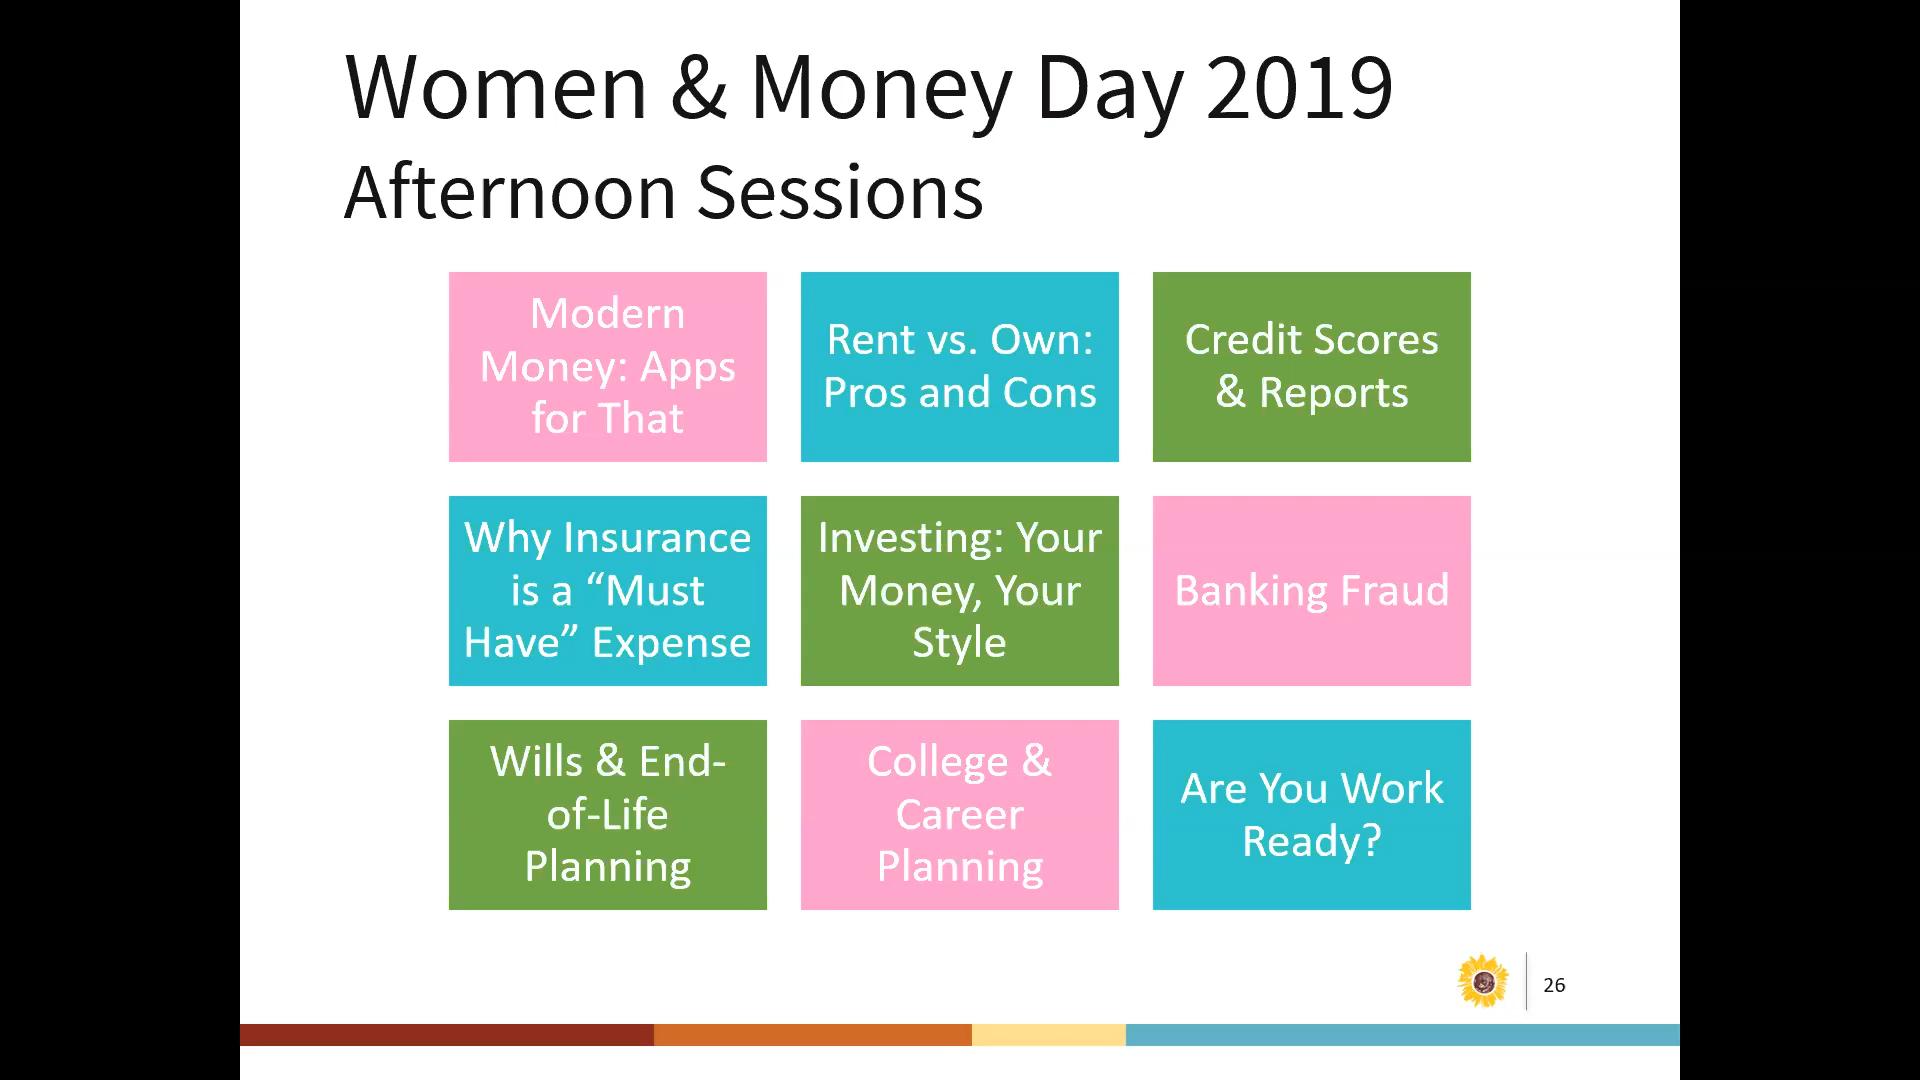 Women & Money Day 2019
Afternoon Sessions
Modern
Money: Apps
for That
Rent vs. Own:
Pros and Cons
Credit Scores
& Reports
Why Insurance
is a “Must
Have” Expense
Investing: Your
Money, Your
Style
Banking Fraud
Wills & End-
of-Life
Planning
College &
Career
Planning
Are You Work
Ready?
26